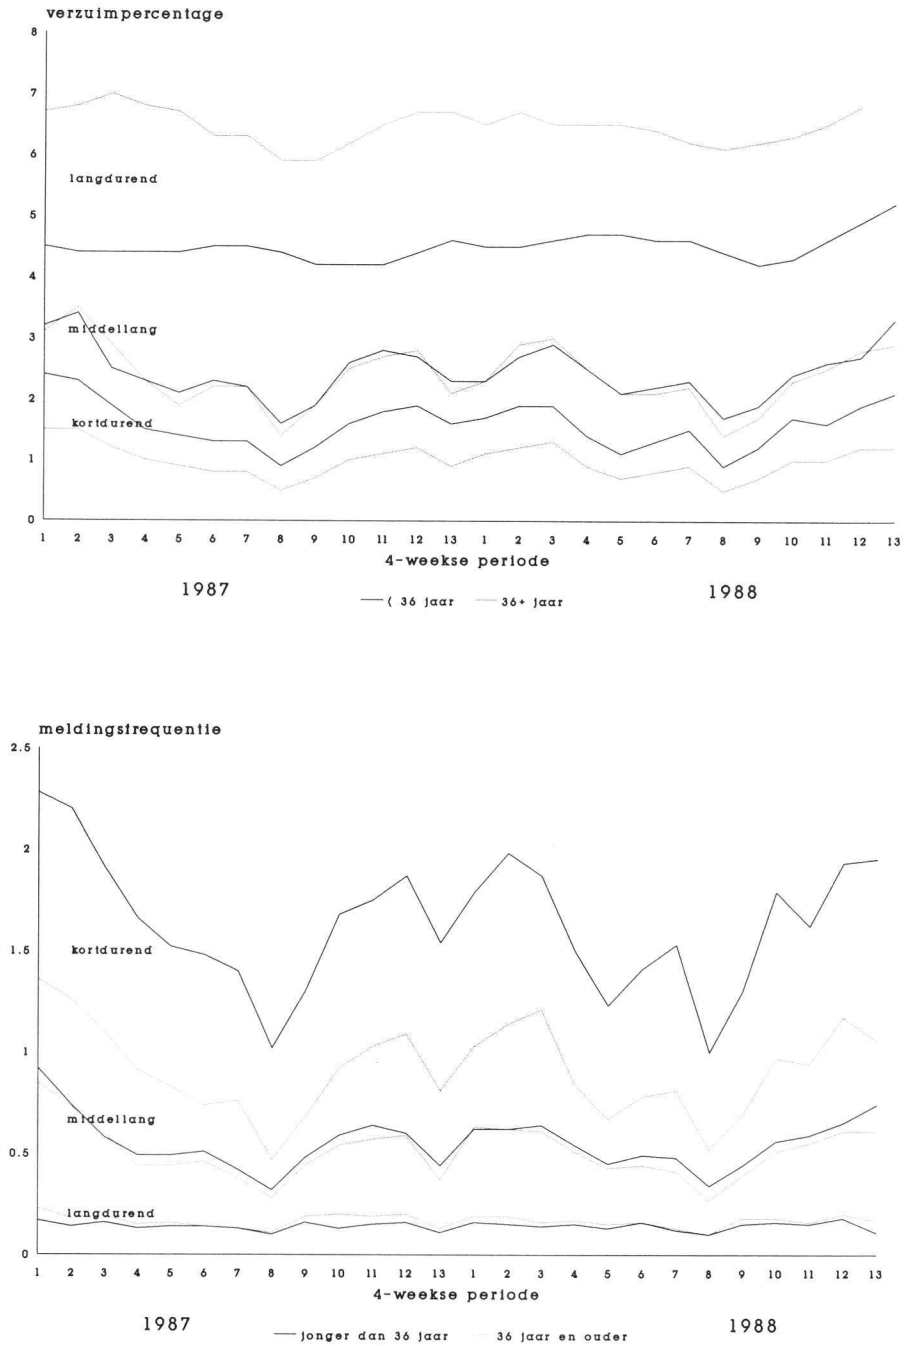 verzuimpercentage
8
7
6
langdurend
5
4
3
middellang
2
kortdurend
1
0
1 2 3 4 5 6 7 8 9 10 11 12 13 1 2 3 4 5 6 7 8 9 10 11 12 13
4-weekse periode
1987 1988
( 36 jaar 36+ jaar
meldingsfrequentie
2.5
2
1.5 kortdurend
1
middellang
0.5
langdurend
0
1 2 3 4 5 6 7 8 9 10 11 12 13 1 2 3 4 5 6 7 8 9 10 11 12 13
4-weekse periode
1987 1988
jonger dan 36 jaar 36 jaar en ouder